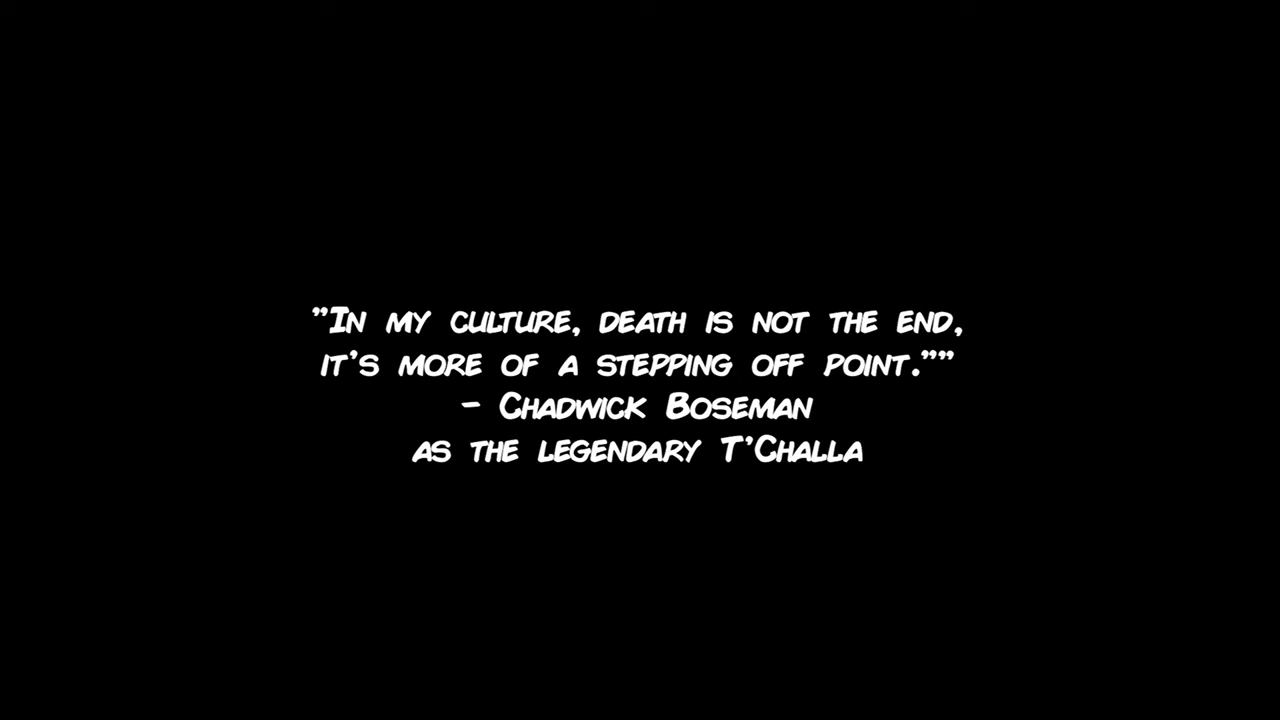 ”In my culture, death is not the end,
it’s more of a stepping off point.””
- Chadwick Boseman
as the legendary T’Challa